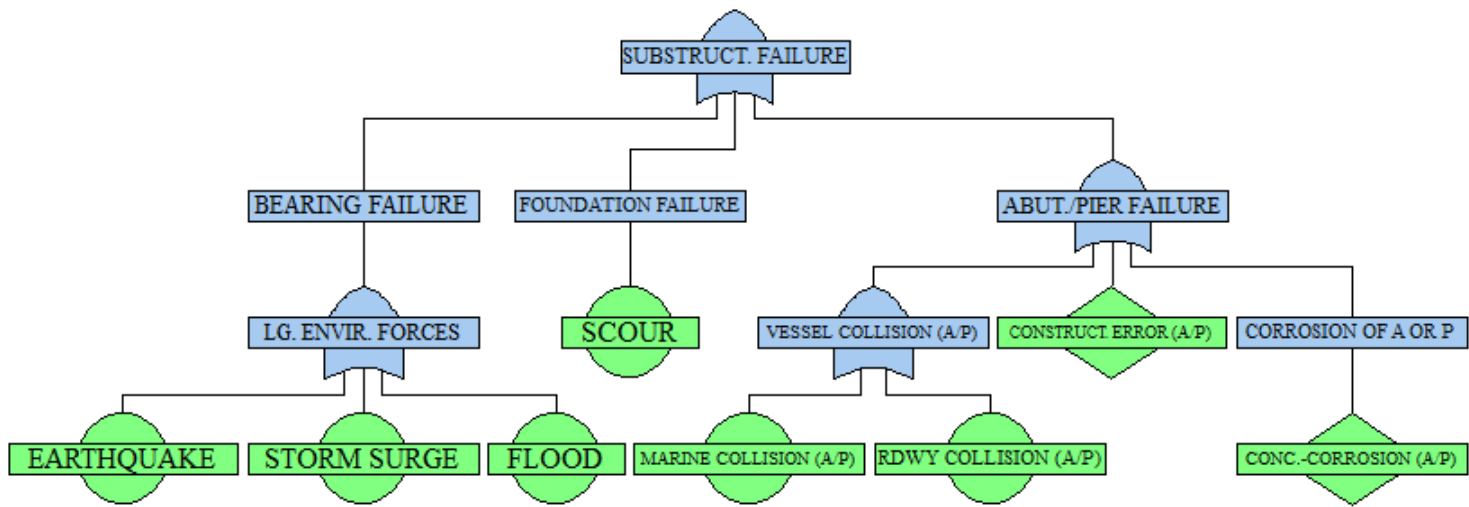 SUBSTRUCT. FAILURE
BEARING FAILURE
FOUNDATION FAILURE
ABUT./PIER FAILURE
LG. ENVIR. FORCES
SCOUR
VESSEL COLLISION (A/P)
CONSTRUCT. ERROR (A/P)
CORROSION OF A OR P
EARTHQUAKE
STORM SURGE
FLOOD
MARINE COLLISION (A/P)
RDWY COLLISION (A/P)
CONC.-CORROSION (A/P)